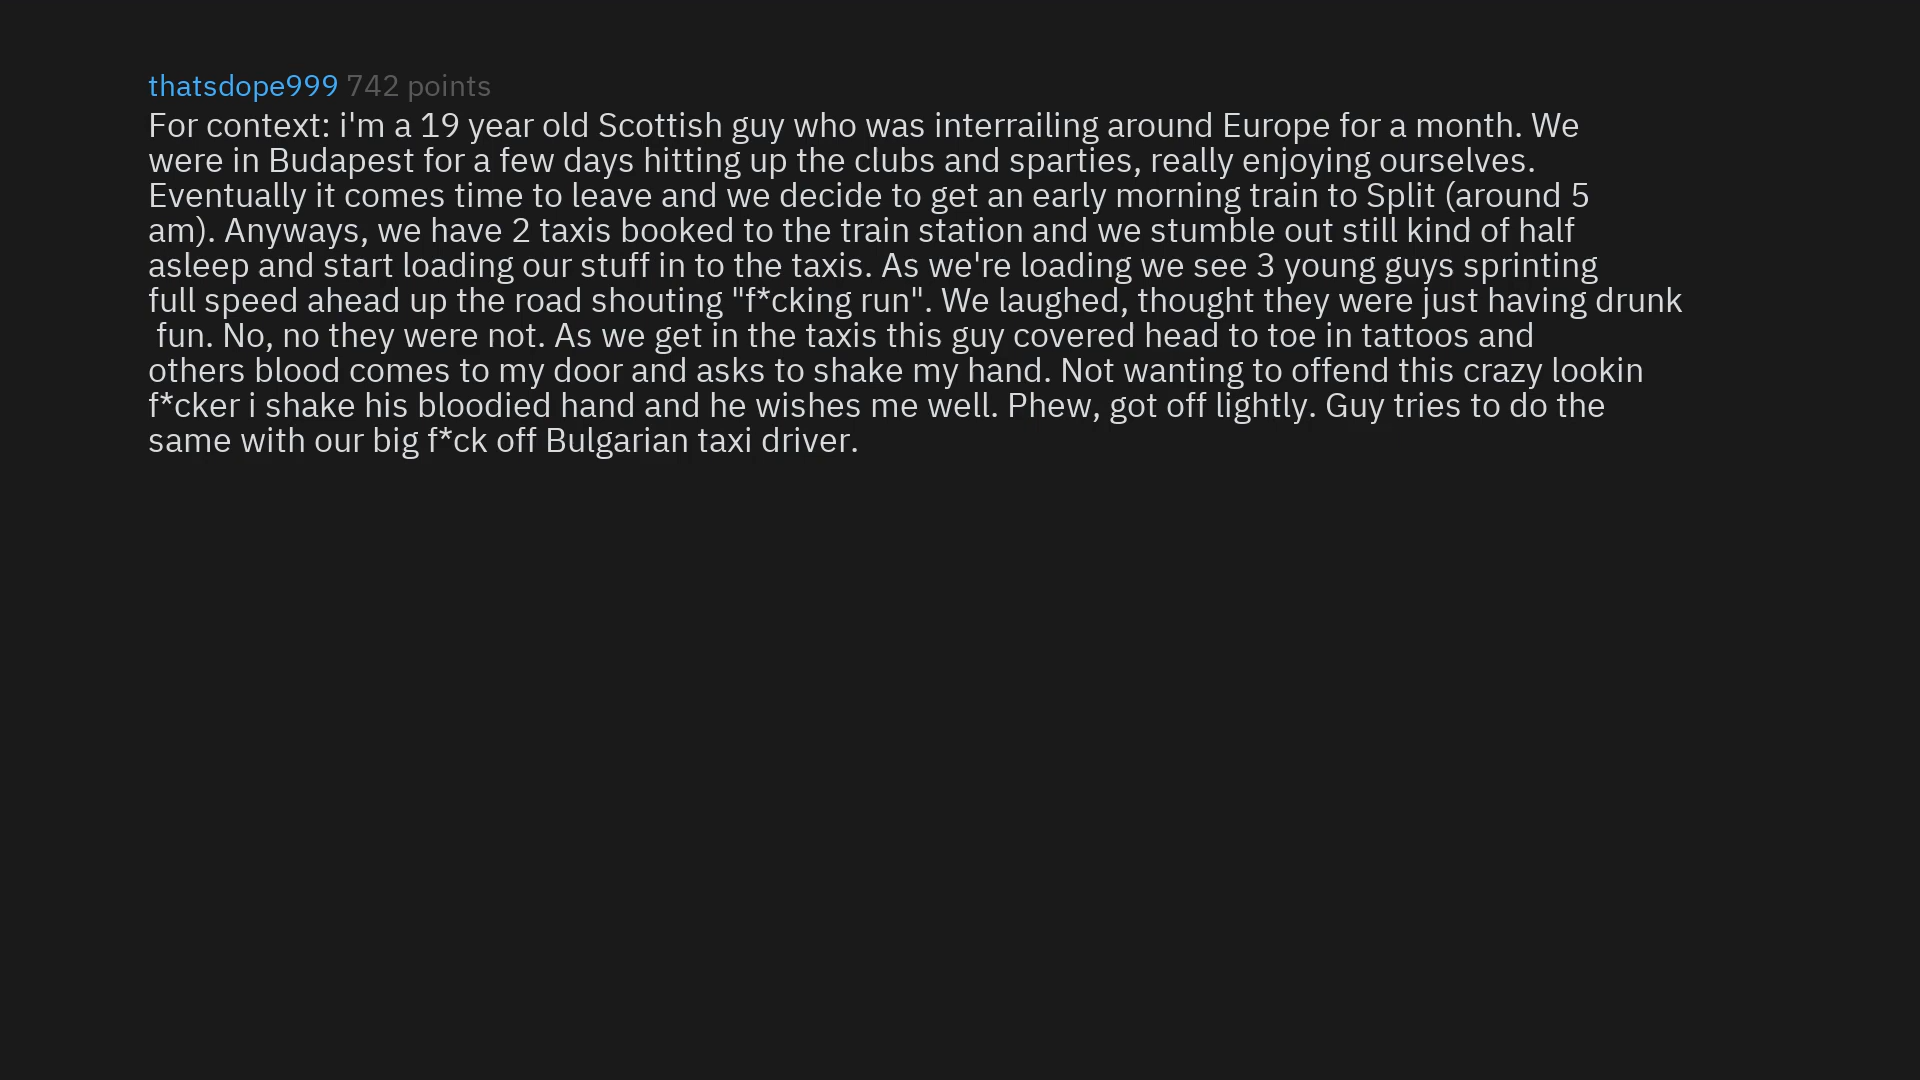 thatsdope999 742 points
For context: i'm a 19 year old Scottish guy who was interrailing around Europe for a month. We
were in Budapest for a few days hitting up the clubs and sparties, really enjoying ourselves.
Eventually it comes time to leave and we decide to get an early morning train to Split (around 5
am). Anyways, we have 2 taxis booked to the train station and we stumble out still kind of half
asleep and start loading our stuff in to the taxis. As we're loading we see 3 young guys sprinting
full speed ahead up the road shouting "f*cking run". We laughed, thought they were just having drunk
fun. No, no they were not. As we get in the taxis this guy covered head to toe in tattoos and
others blood comes to my door and asks to shake my hand. Not wanting to offend this crazy lookin
f*cker i shake his bloodied hand and he wishes me well. Phew, got off lightly. Guy tries to do the
same with our big f*ck off Bulgarian taxi driver.